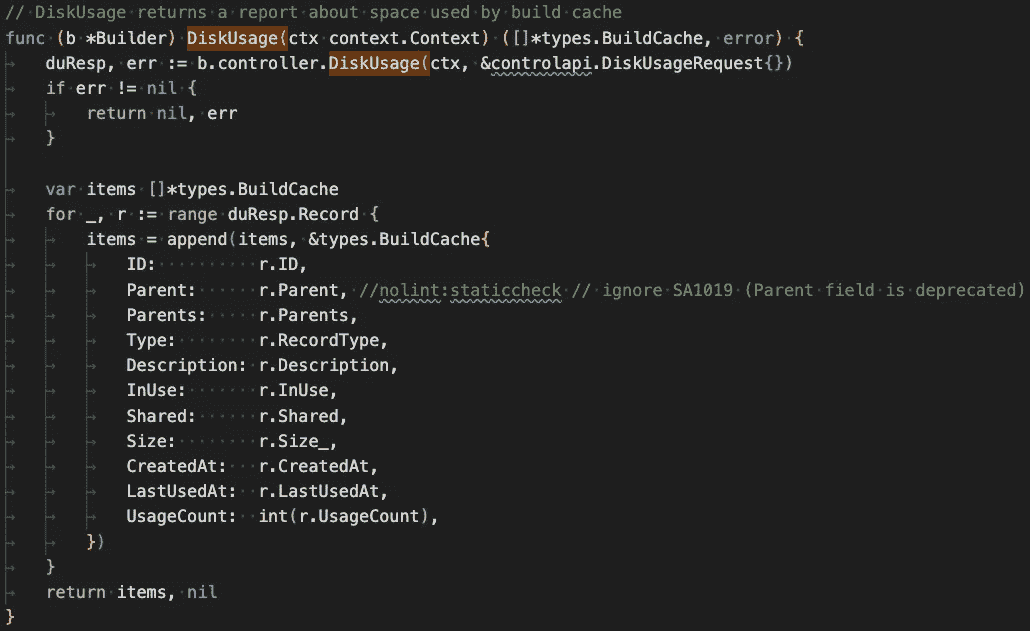 // DiskUsage returns a report about space used by build cache
func (b *Builder) DiskUsage(ctx context.Context) ([]*types.BuildCache, error) {
duResp, err := b.controller.DiskUsage(ctx, &controlapi.DiskUsageRequest{})
if err != nil {
return nil, err
}
var items []*types.BuildCache
for _, r := range duResp.Record {
items = append(items, &types.BuildCache{
ID: r.ID,
Parent: r.Parent, //nolint:staticcheck // ignore SA1019 (Parent field is deprecated)
Parents: r.Parents,
Type: r.RecordType,
Description: r.Description,
InUse: r.InUse,
Shared: r.Shared,
Size: r.Size_,
CreatedAt: r.CreatedAt,
LastUsedAt: r.LastUsedAt,
UsageCount: int(r.UsageCount),
})
}
return items, nil
}